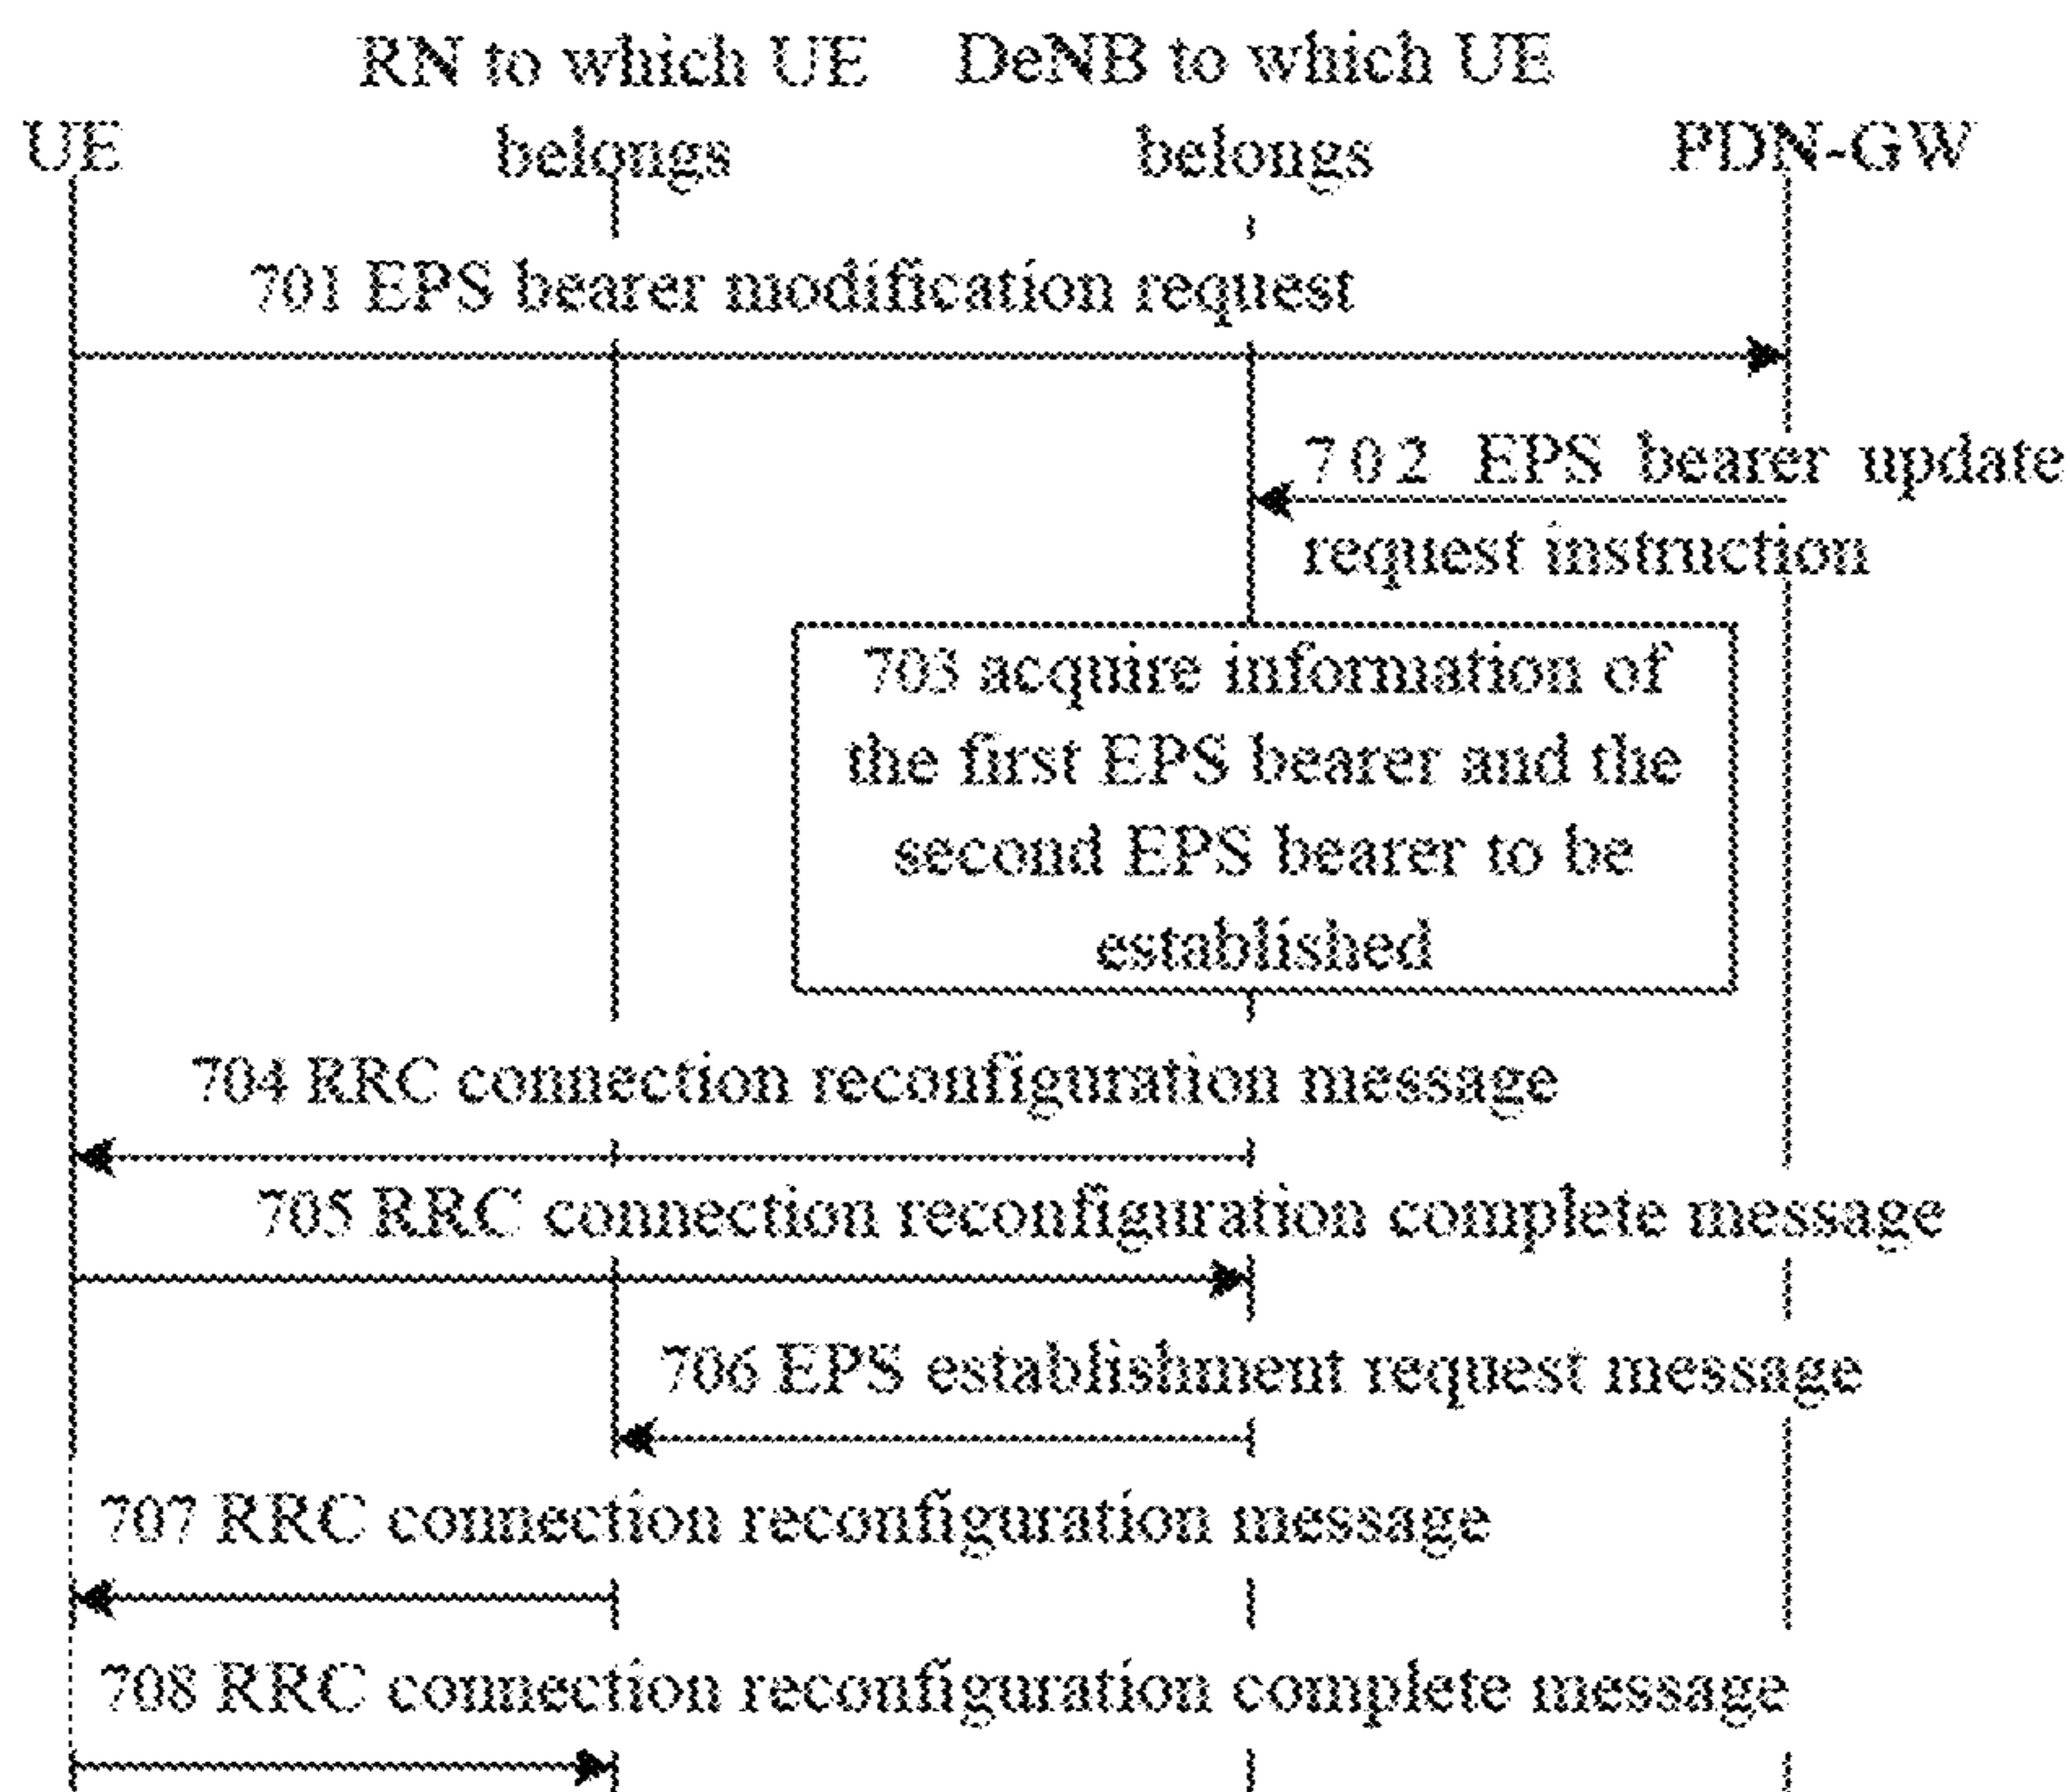 RN to which UE
DeNB to which UE
UE
belongs
belongs
PDN-GW
701 EPS bearer modification request
702 EPS bearer update
request instruction
703 acquire information of
the first EPS bearer and the
second EPS bearer to be
established
704 RRC connection reconfiguration message
705 RRC connection reconfiguration complete message
706 EPS establishment request message
707 RRC connection reconfiguration message
708 RRC connection reconfiguration complete message